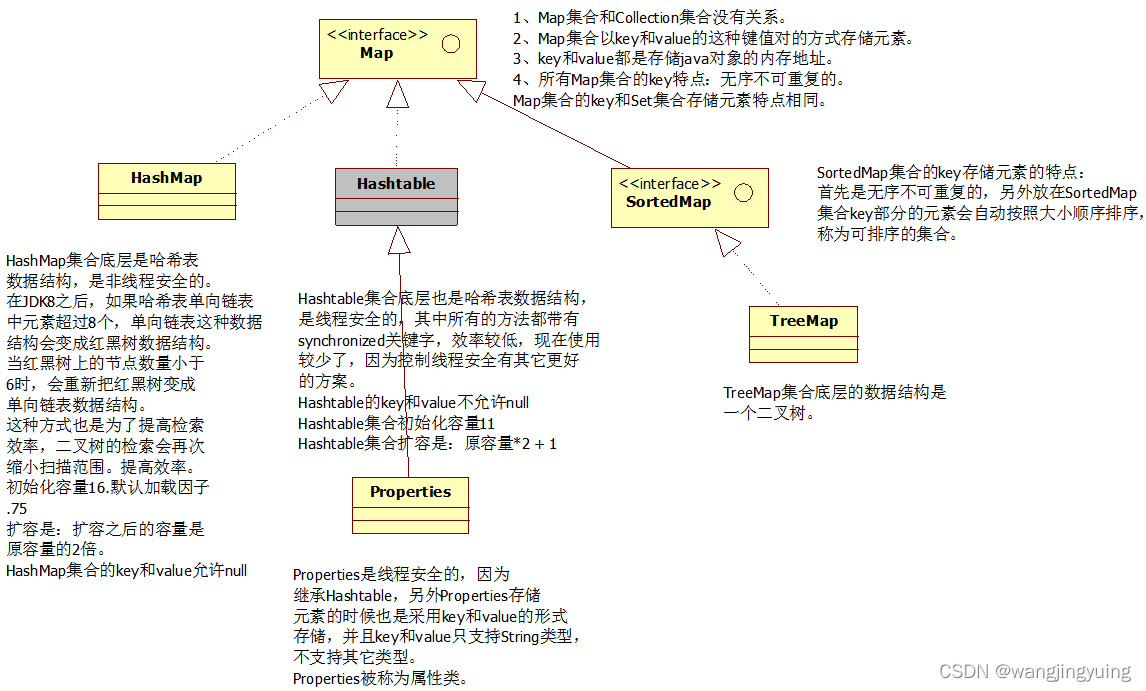 <<interface>>
Map
1、Map集合和Collection集合没有关系。
2、Map集合以key和value的这种键值对的方式存储元素。
3、key和value都是存储java对象的内存地址。
4、所有Map集合的key特点：无序不可重复的。
Map集合的key和Set集合存储元素特点相同。
HashMap
Hashtable
<<interface>>
SortedMap
SortedMap集合的key存储元素的特点：
首先是无序不可重复的，另外放在SortedMap
集合key部分的元素会自动按照大小顺序排序，
称为可排序的集合。
HashMap集合底层是哈希表
数据结构，是非线程安全的。
在JDK8之后，如果哈希表单向链表
中元素超过8个，单向链表这种数据
结构会变成红黑树数据结构。
当红黑树上的节点数量小于
6时，会重新把红黑树变成
单向链表数据结构。
这种方式也是为了提高检索
效率，二叉树的检索会再次
缩小扫描范围。提高效率。
初始化容量16.默认加载因子
.75
扩容是：扩容之后的容量是
原容量的2倍。
HashMap集合的key和value允许null
Hashtable集合底层也是哈希表数据结构，
是线程安全的，其中所有的方法都带有
synchronized关键字，效率较低，现在使用
较少了，因为控制线程安全有其它更好
的方案。
Hashtable的key和value不允许null
Hashtable集合初始化容量11
Hashtable集合扩容是：原容量*2 + 1
TreeMap
TreeMap集合底层的数据结构是
一个二叉树。
Properties
Properties是线程安全的，因为
继承Hashtable，另外Properties存储
元素的时候也是采用key和value的形式
存储，并且key和value只支持String类型，
不支持其它类型。
Properties被称为属性类。
CSDN @wangjingyuing